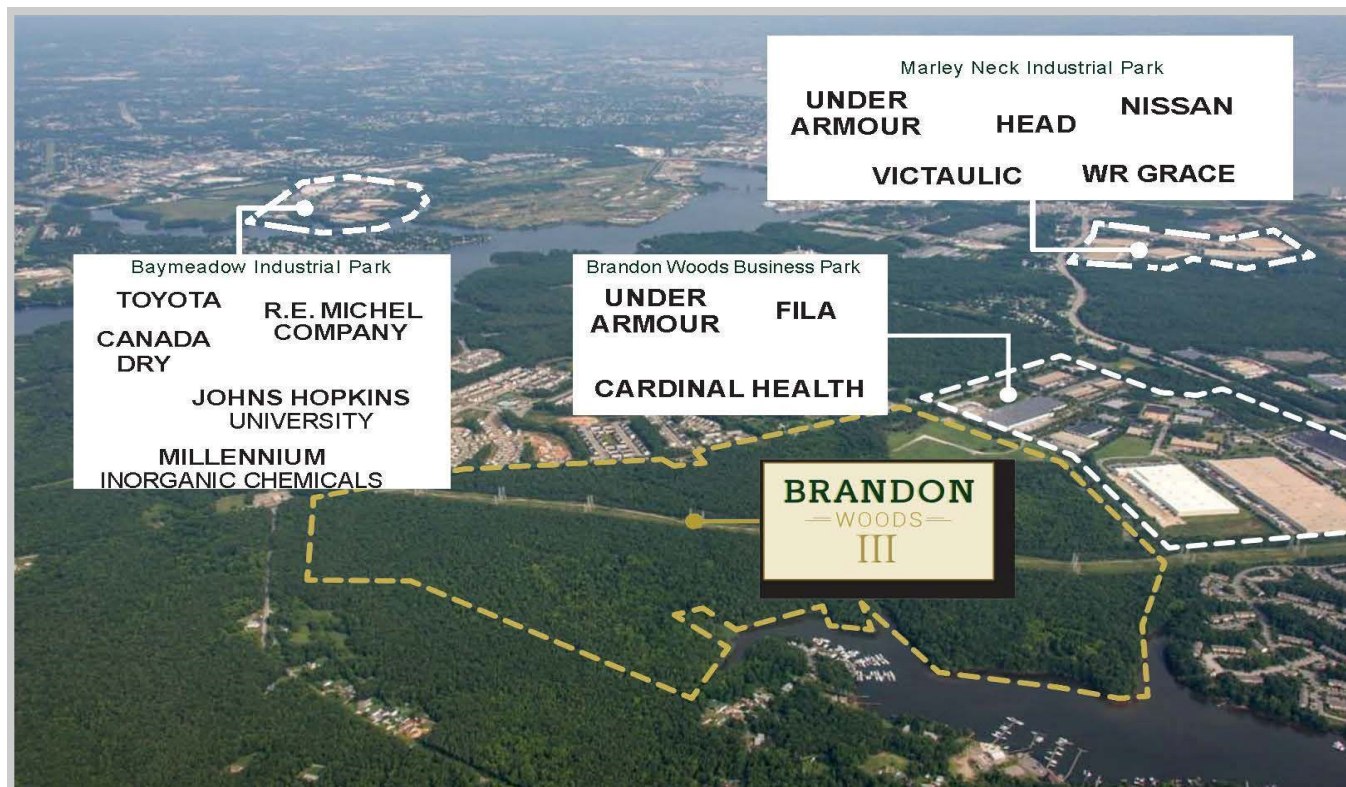 Marley Neck Industrial Park
UNDER
ARMOUR
HEAD
NISSAN
VICTAULIC
WR GRACE
Baymeadow Industrial Park
TOYOTA
R.E. MICHEL
COMPANY
CANADA
DRY
JOHNS HOPKINS
UNIVERSITY
MILLENNIUM
INORGANIC CHEMICALS
Brandon Woods Business Park
UNDER
ARMOUR
FILA
CARDINAL HEALTH
BRANDON
WOODS
III